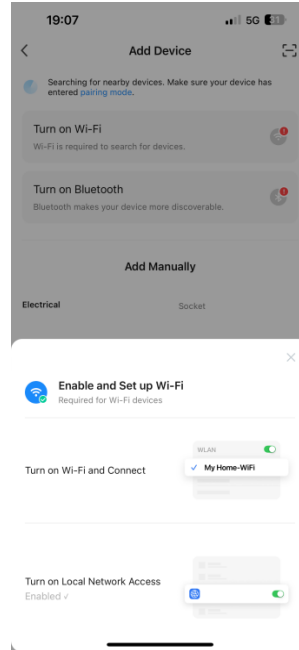 19:07
5G 31
Add Device
Searching for nearby devices. Make sure your device has
entered pairing mode.
Turn on Wi-Fi
Wi-Fi is required to search for devices.
Turn on Bluetooth
Bluetooth makes your device more discoverable.
Add Manually
Electrical
Socket
Enable and Set up Wi-Fi
Required for Wi-Fi devices
WLAN
Turn on Wi-Fi and Connect
✓ My Home-WiFi
Turn on Local Network Access
Enabled ✓